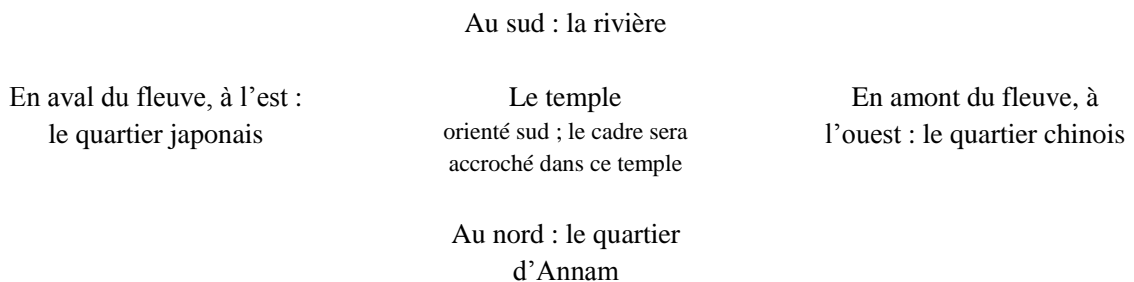 Au sud : la rivière
En aval du fleuve, à l’est :
le quartier japonais
Le temple
orienté sud ; le cadre sera
accroché dans ce temple
En amont du fleuve, à
l’ouest : le quartier chinois
Au nord : le quartier
d’Annam